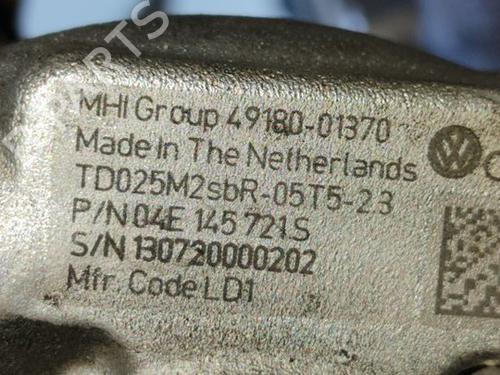 MHI Group 49180-01370
Made In The Netherlands
TD025M2sbR-05T5-2.3
P/N 04E 145 721 S
S/N 130720000202
Mfr. Code LD1